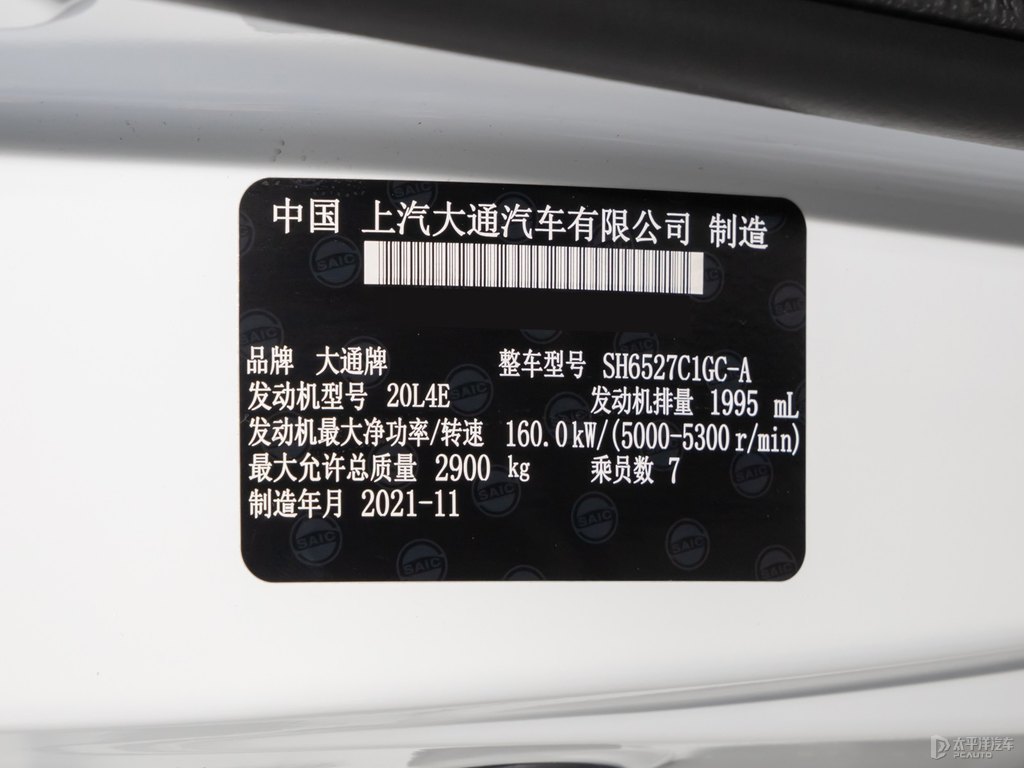 中国 上汽大通汽车有限公司 制造
品牌 大通牌 整车型号 SH6527C1GC-A
发动机型号 20L4E 发动机排量 1995 mL
发动机最大净功率/转速 160.0kW/(5000-5300r/min)
最大允许总质量 2900 kg 乘员数 7
制造年月 2021-11
SAIC
太平洋汽车
PCAUTO